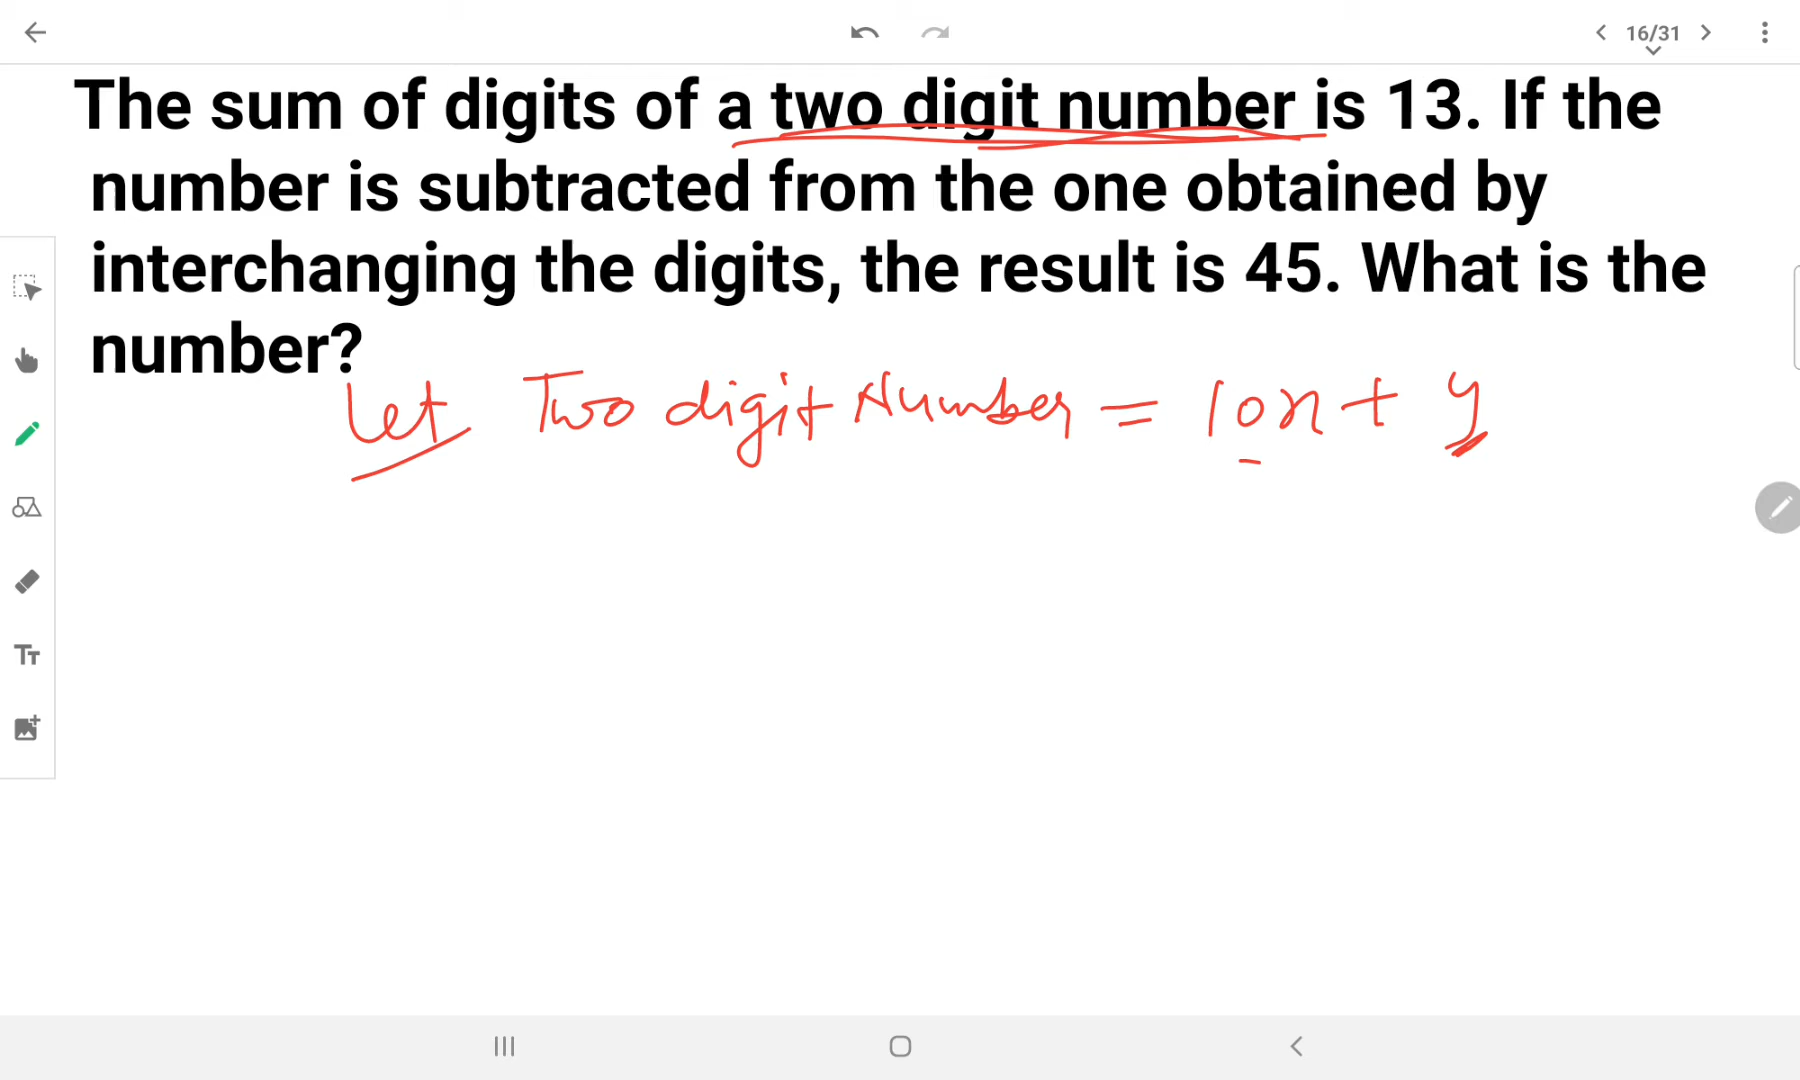 16/31
The sum of digits of a two digit number is 13. If the
number is subtracted from the one obtained by
interchanging the digits, the result is 45. What is the
number?
Let Two digit Number = 10x + y
Tт